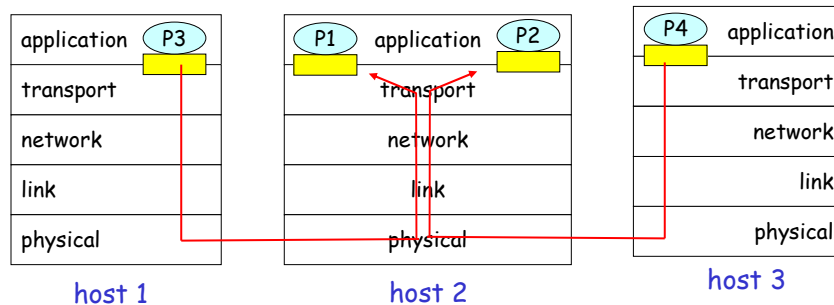 application P3
transport
network
link
physical
host 1
P1 application P2
transport
network
link
physical
host 2
P4 application
transport
network
link
physical
host 3